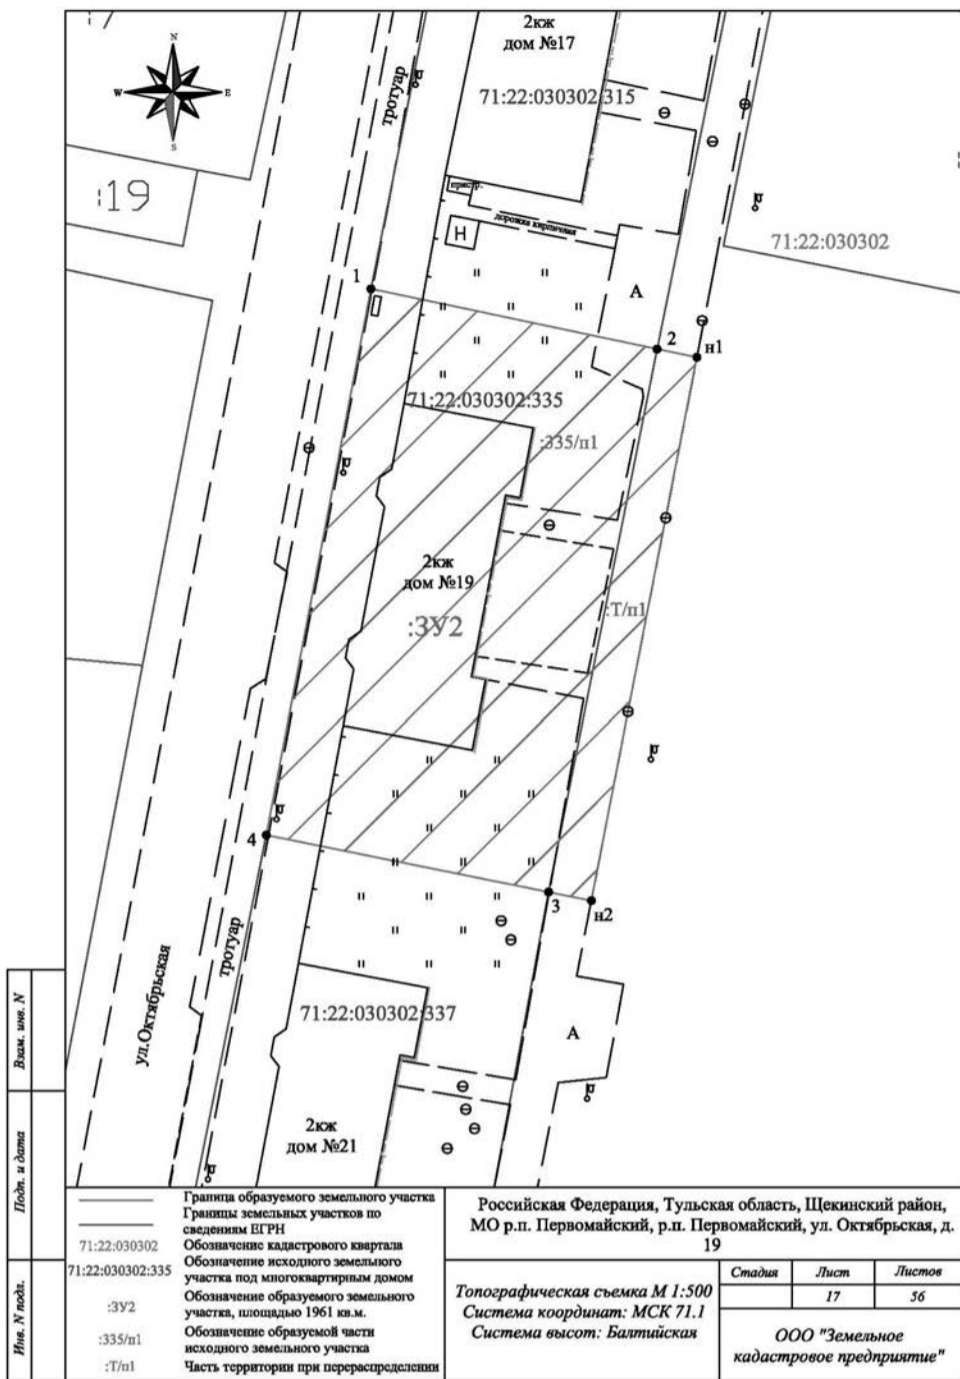 2кж
дом №17
N
W
E
S
тротуар
71:22:030302:315
:19
пристр.
дорожка кирпичная
Н
71:22:030302
А
1
2
н1
71:22:030302:335
:335/п1
2кж
дом №19
:ЗУ2
:Т/п1
4
3
н2
тротуар
ул.Октябрьская
71:22:030302:337
А
2кж
дом №21
Взам. инв. N
Подп. и дата
Инв. N подл.
Граница образуемого земельного участка
Границы земельных участков по
сведениям ЕГРН
71:22:030302 Обозначение кадастрового квартала
71:22:030302:335 Обозначение исходного земельного
участка под многоквартирным домом
:ЗУ2 Обозначение образуемого земельного
участка, площадью 1961 кв.м.
:335/п1 Обозначение образуемой части
исходного земельного участка
:Т/п1 Часть территории при перераспределении
Российская Федерация, Тульская область, Щекинский район,
МО р.п. Первомайский, р.п. Первомайский, ул. Октябрьская, д.
19
Топографическая съемка М 1:500
Система координат: МСК 71.1
Система высот: Балтийская
Стадия Лист Листов
17 56
ООО "Земельное
кадастровое предприятие"